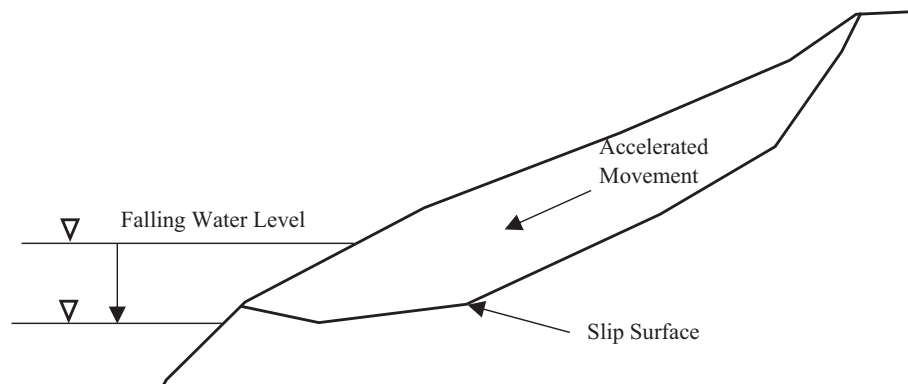 Accelerated
Movement
Falling Water Level
Slip Surface